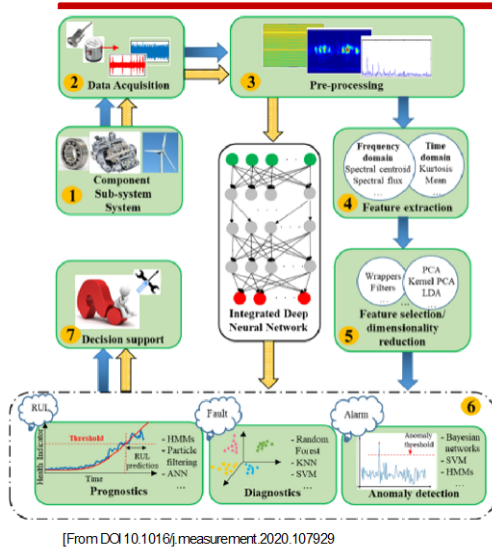 2
Data Acquisition
3
Pre-processing
1
Component
Sub-system
System
Frequency
domain
Spectral centroid
Spectral flux
...
Time
domain
Kurtosis
Mean
...
4
Feature extraction
Integrated Deep
Neural Network
Wrappers
Filters
...
PCA
Kernel PCA
LDA
...
5
Feature selection/
dimensionality
reduction
7
Decision support
6
RUL
Health Indicator
Threshold
RUL
prediction
Time
- HMMs
- Particle
filtering
- ANN
...
Prognostics
Fault
- Random
Forest
- KNN
- SVM
...
Diagnostics
Alarm
Anomaly
threshold
- Bayesian
networks
- SVM
- HMMs
...
Anomaly detection
[From DOI 10.1016/j.measurement.2020.107929